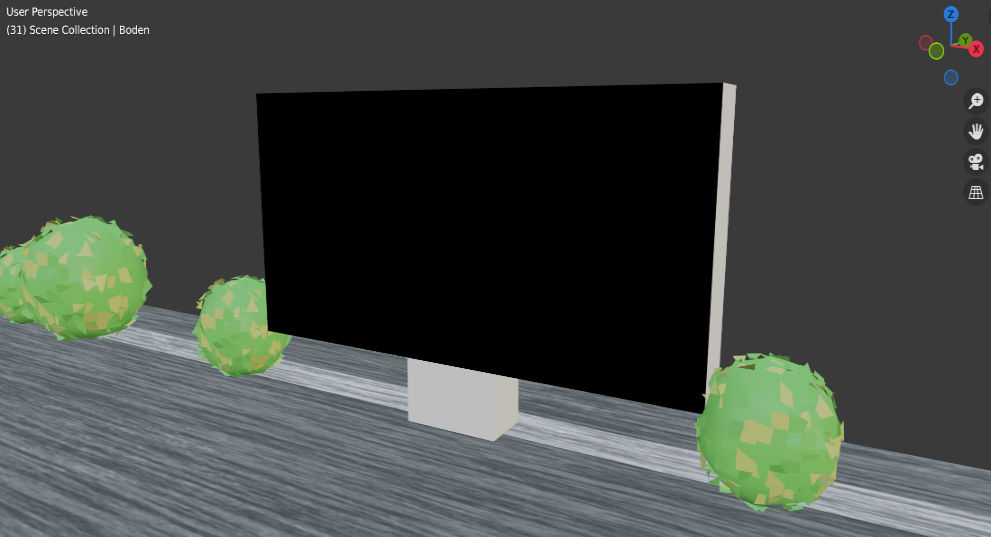 User Perspective
(31) Scene Collection | Boden
Z
Y
X